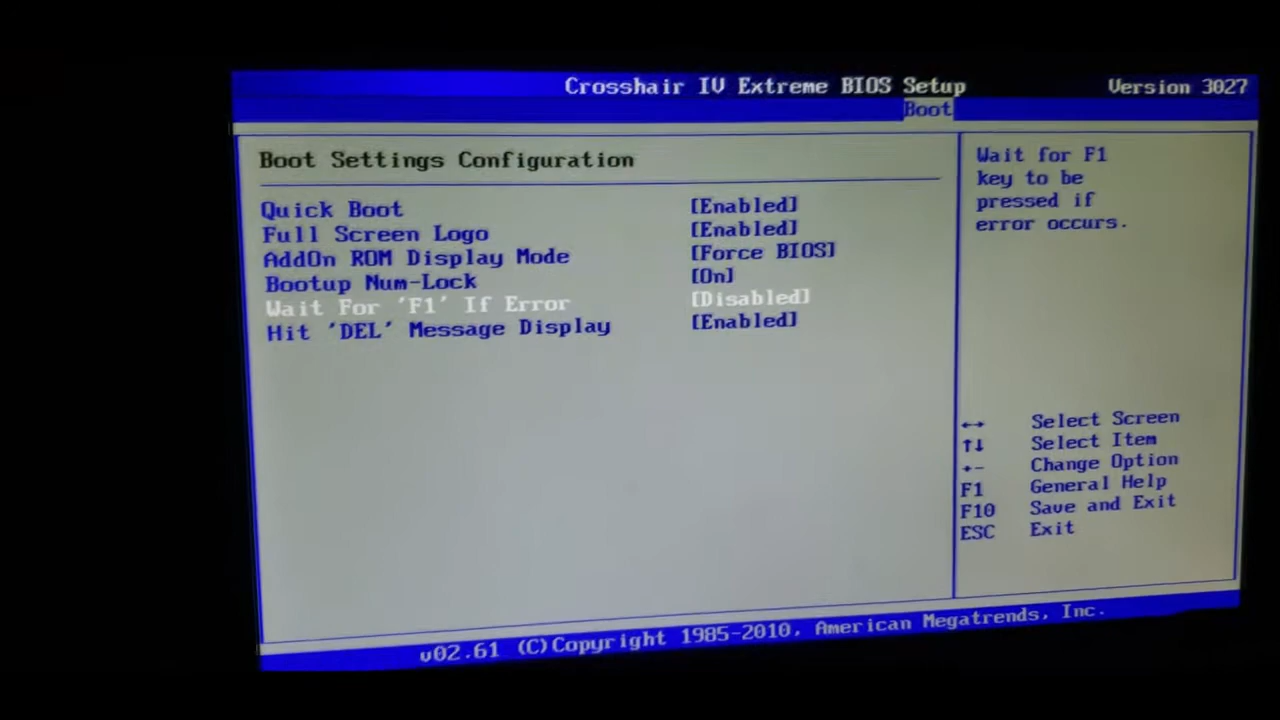 Crosshair IV Extreme BIOS Setup Version 3027
Boot
Boot Settings Configuration
Quick Boot [Enabled]
Full Screen Logo [Enabled]
AddOn ROM Display Mode [Force BIOS]
Bootup Num-Lock [On]
Wait For 'F1' If Error [Disabled]
Hit 'DEL' Message Display [Enabled]
Wait for F1
key to be
pressed if
error occurs.
↔ Select Screen
↑↓ Select Item
+- Change Option
F1 General Help
F10 Save and Exit
ESC Exit
v02.61 (C)Copyright 1985-2010, American Megatrends, Inc.